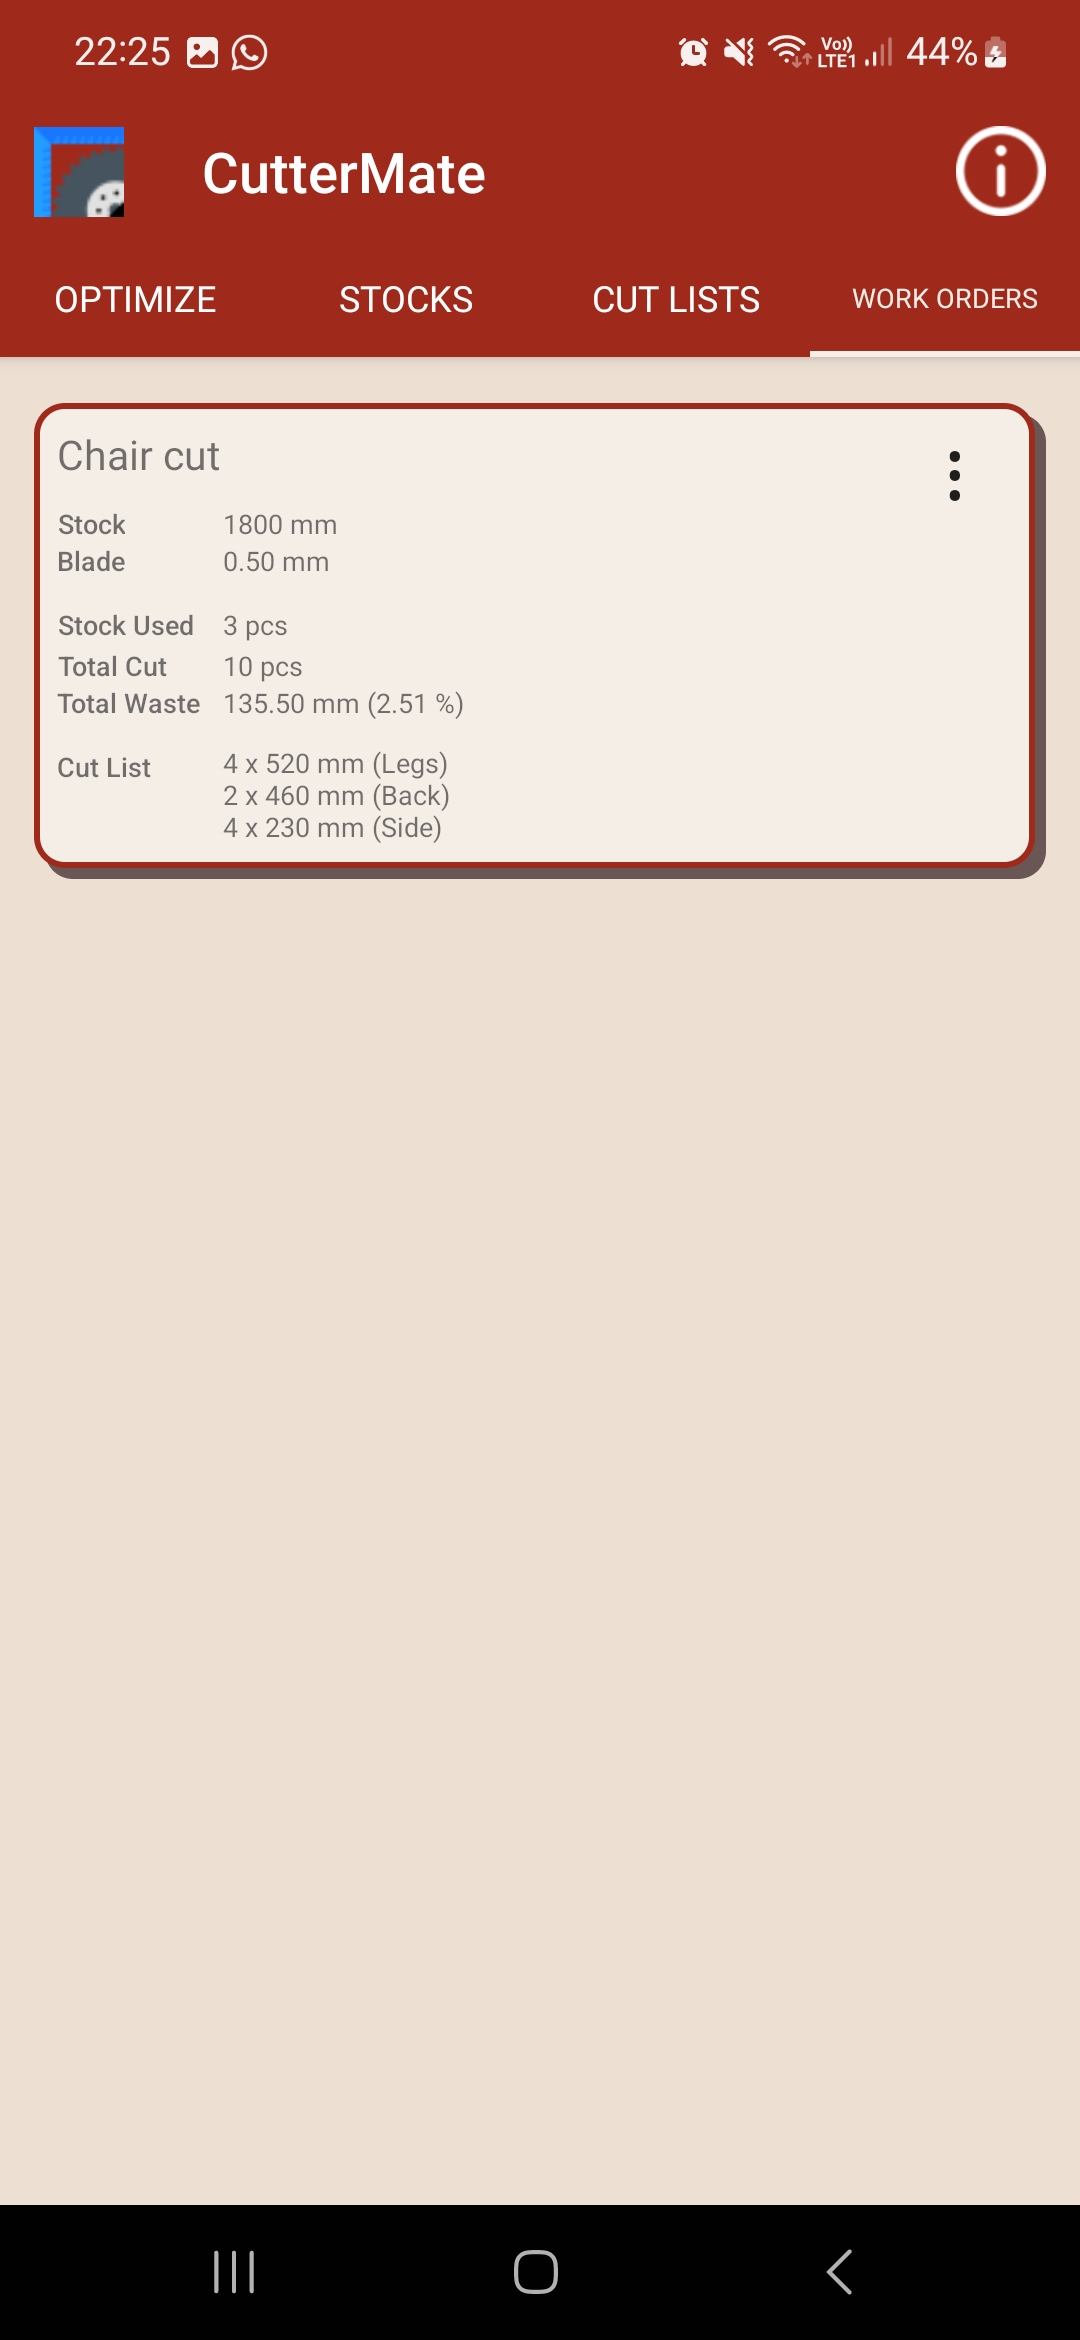 22:25
Vo))
LTE1
44%
CutterMate
OPTIMIZE STOCKS CUT LISTS WORK ORDERS
Chair cut
Stock 1800 mm
Blade 0.50 mm
Stock Used 3 pcs
Total Cut 10 pcs
Total Waste 135.50 mm (2.51 %)
Cut List 4 x 520 mm (Legs)
2 x 460 mm (Back)
4 x 230 mm (Side)